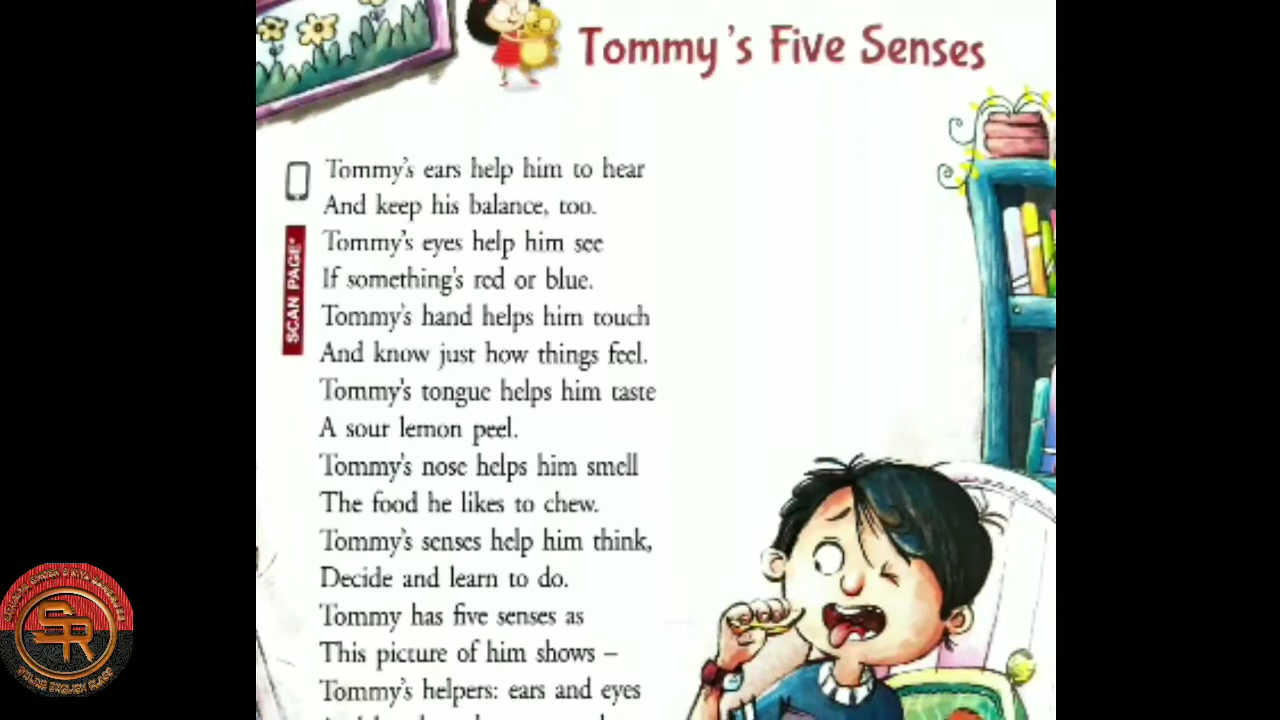 Tommy's Five Senses
Tommy's ears help him to hear
And keep his balance, too.
SCAN PAGE*
Tommy's eyes help him see
If something's red or blue.
Tommy's hand helps him touch
And know just how things feel.
Tommy's tongue helps him taste
A sour lemon peel.
Tommy's nose helps him smell
The food he likes to chew.
Tommy's senses help him think,
Decide and learn to do.
Tommy has five senses as
This picture of him shows –
Tommy's helpers: ears and eyes
SR
ONLINE ENGLISH PLACE